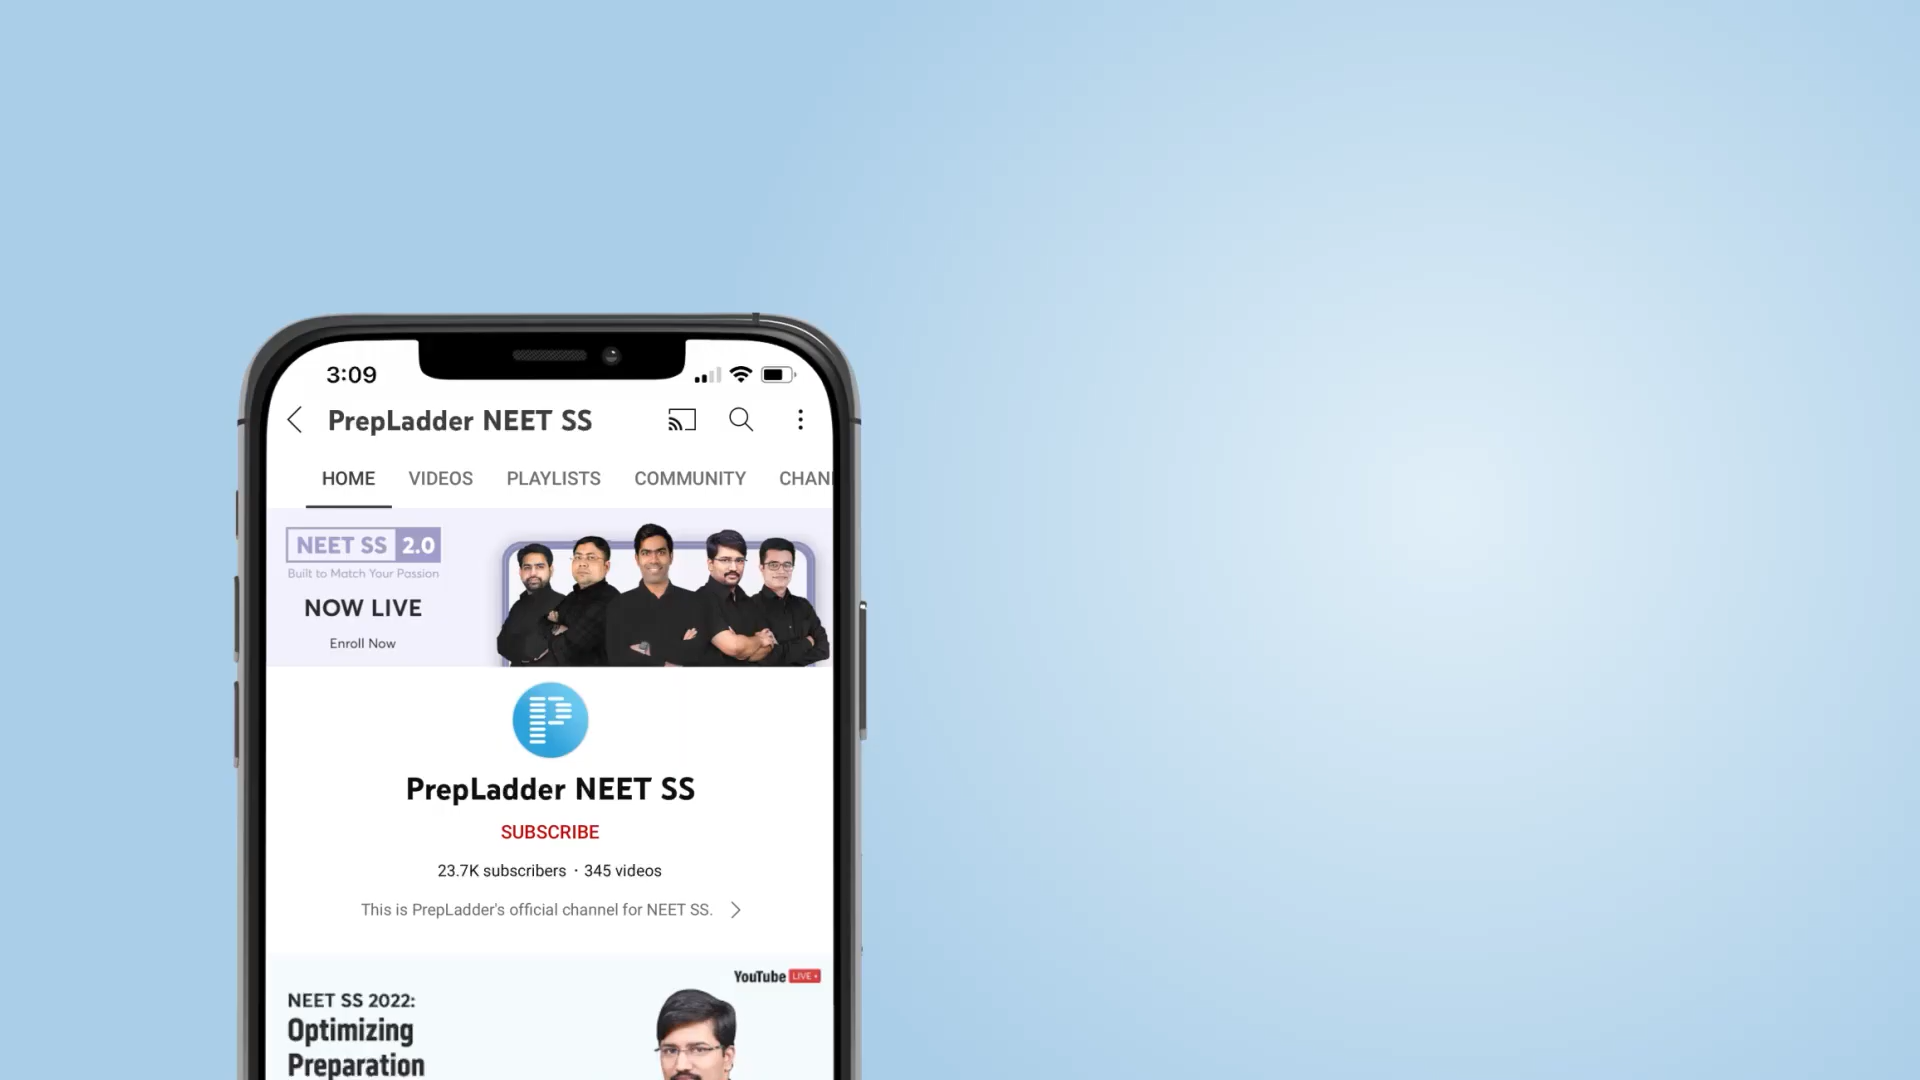 3:09
PrepLadder NEET SS
HOME VIDEOS PLAYLISTS COMMUNITY CHAN
NEET SS 2.0
Built to Match Your Passion
NOW LIVE
Enroll Now
PrepLadder NEET SS
SUBSCRIBE
23.7K subscribers · 345 videos
This is PrepLadder's official channel for NEET SS.
YouTube LIVE
NEET SS 2022:
Optimizing
Preparation